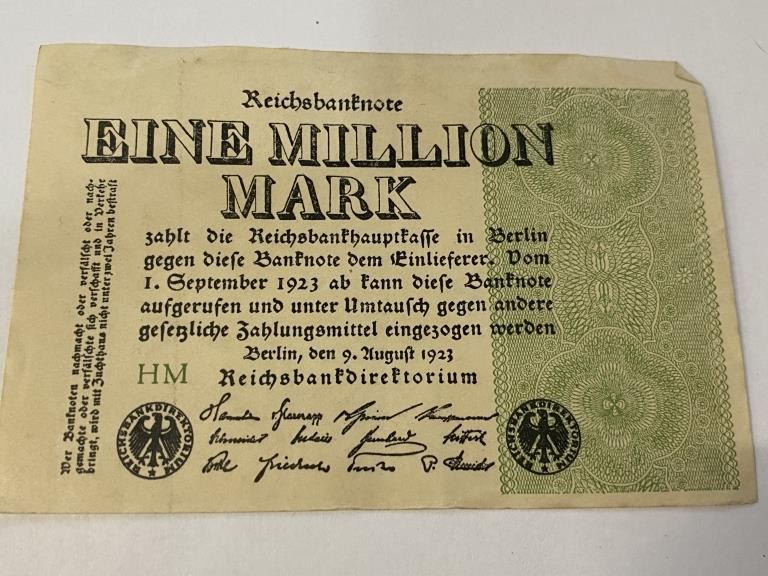 Reichsbanknote
EINE MILLION
MARK
zahlt die Reichsbankhauptkasse in Berlin
gegen diese Banknote dem Einlieferer. Vom
1. September 1923 ab kann diese Banknote
aufgerufen und unter Umtausch gegen andere
gesetzliche Zahlungsmittel eingezogen werden
Berlin, den 9. August 1923
HM Reichsbankdirektorium
Wer Banknoten nachmacht oder verfälscht oder nach-
gemachte oder verfälschte sich verschafft und in Verkehr
bringt, wird mit Zuchthaus nicht unter zwei Jahren bestraft
REICHSBANKDIREKTORIUM
REICHSBANKDIREKTORIUM